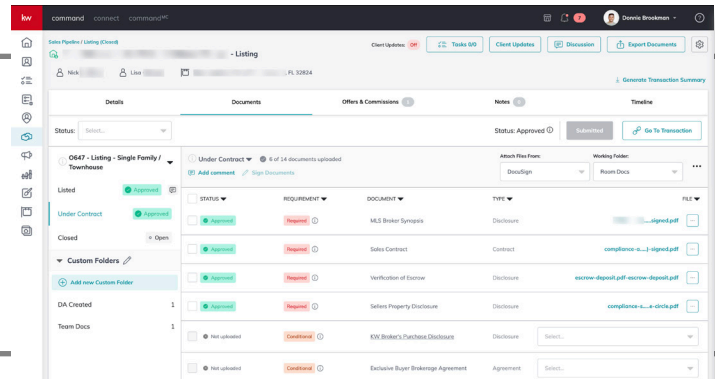 kw command connect command MC 7 Donnie Brookman
Sales Pipeline / Listing (Closed)
- Listing
Client Updates Off Tasks 0/0 Client Updates Discussion Export Documents
Nick Lisa , FL 32824
Generate Transaction Summary
Details Documents Offers & Commissions Notes Timeline
Status: Select... Status: Approved Submitted Go To Transaction
O647 - Listing - Single Family / Townhouse
Listed Approved
Under Contract Approved
Closed Open
Custom Folders
Add new Custom Folder
DA Created 1
Team Docs 1
Under Contract 6 of 14 documents uploaded
Add comment Sign Documents
Attach Files From: Working Folder:
DocuSign Room Docs
STATUS REQUIREMENT DOCUMENT TYPE FILE
Approved Required MLS Broker Synopsis Disclosure ....signed.pdf
Approved Required Sales Contract Contract compliance-a...)-signed.pdf
Approved Required Verification of Escrow Disclosure escrow-deposit.pdf-escrow-deposit.pdf
Approved Required Sellers Property Disclosure Disclosure compliance-s....e-circle.pdf
Not uploaded Conditional KW Broker's Purchase Disclosure Disclosure Select...
Not uploaded Conditional Exclusive Buyer Brokerage Agreement Agreement Select...